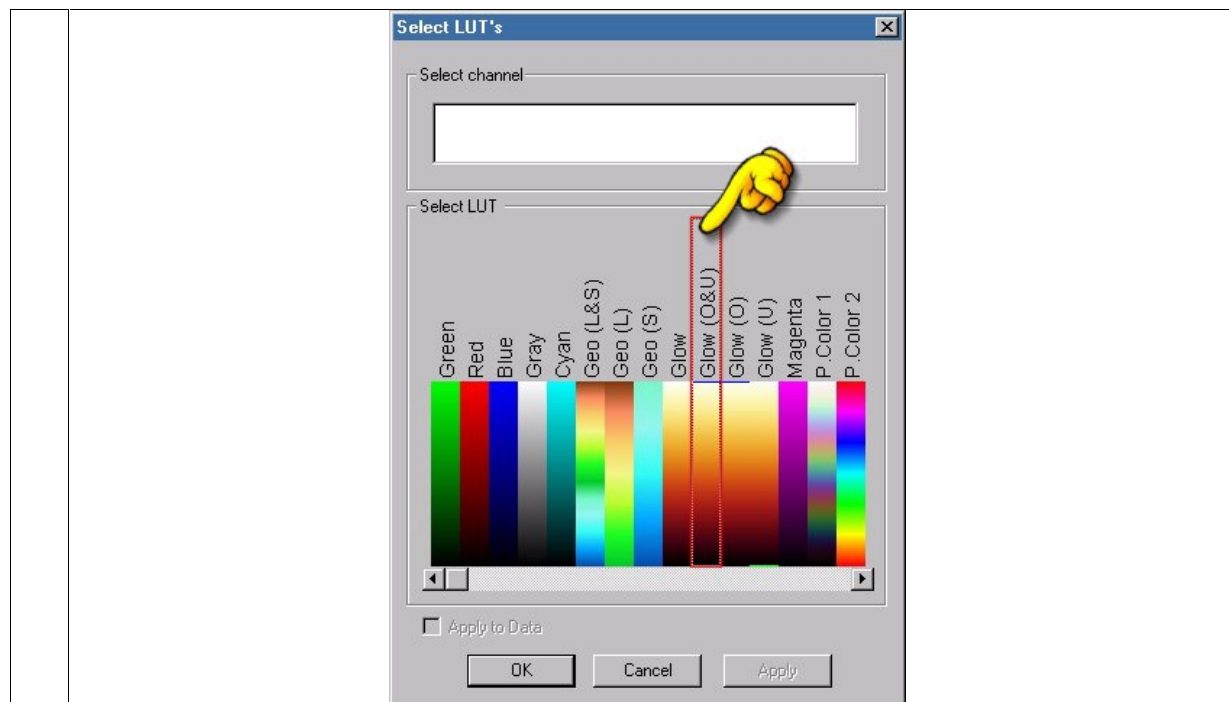 Select LUT's
Select channel
Select LUT
Green
Red
Blue
Gray
Cyan
Geo (L&S)
Geo (L)
Geo (S)
Glow
Glow (O&U)
Glow (O)
Glow (U)
Magenta
P.Color 1
P.Color 2
Apply to Data
OK
Cancel
Apply